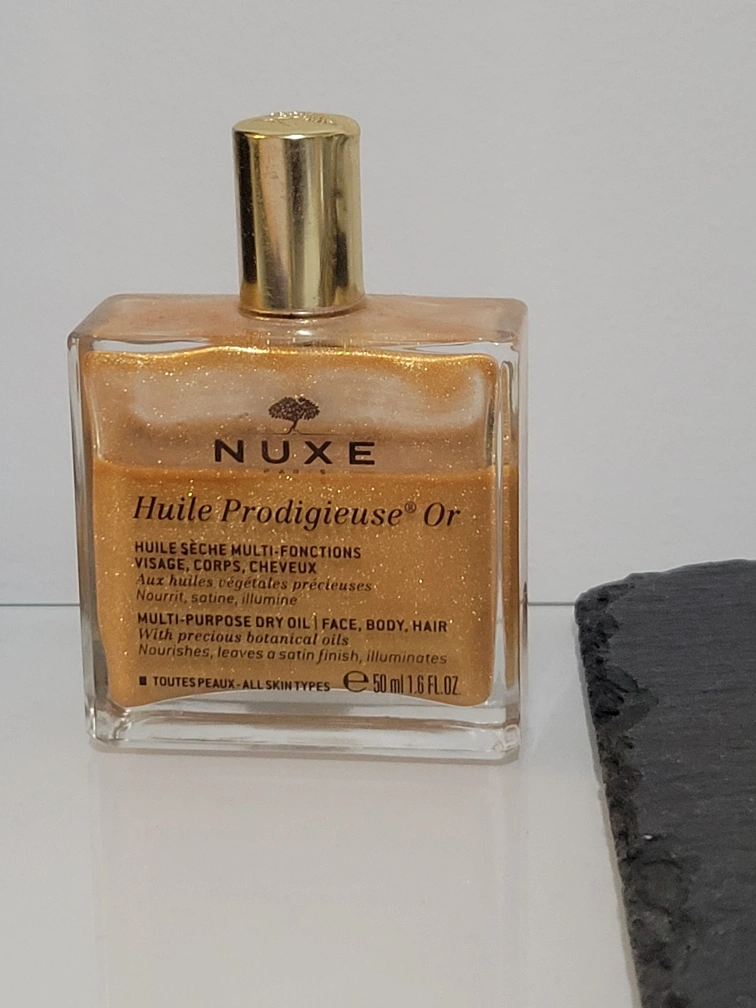 NUXE
PARIS
Huile Prodigieuse® Or
HUILE SÈCHE MULTI-FONCTIONS
VISAGE, CORPS, CHEVEUX
Aux huiles végétales précieuses
Nourrit, satine, illumine
MULTI-PURPOSE DRY OIL | FACE, BODY, HAIR
With precious botanical oils
Nourishes, leaves a satin finish, illuminates
■ TOUTES PEAUX - ALL SKIN TYPES ℮ 50 ml 1.6 FL.OZ.